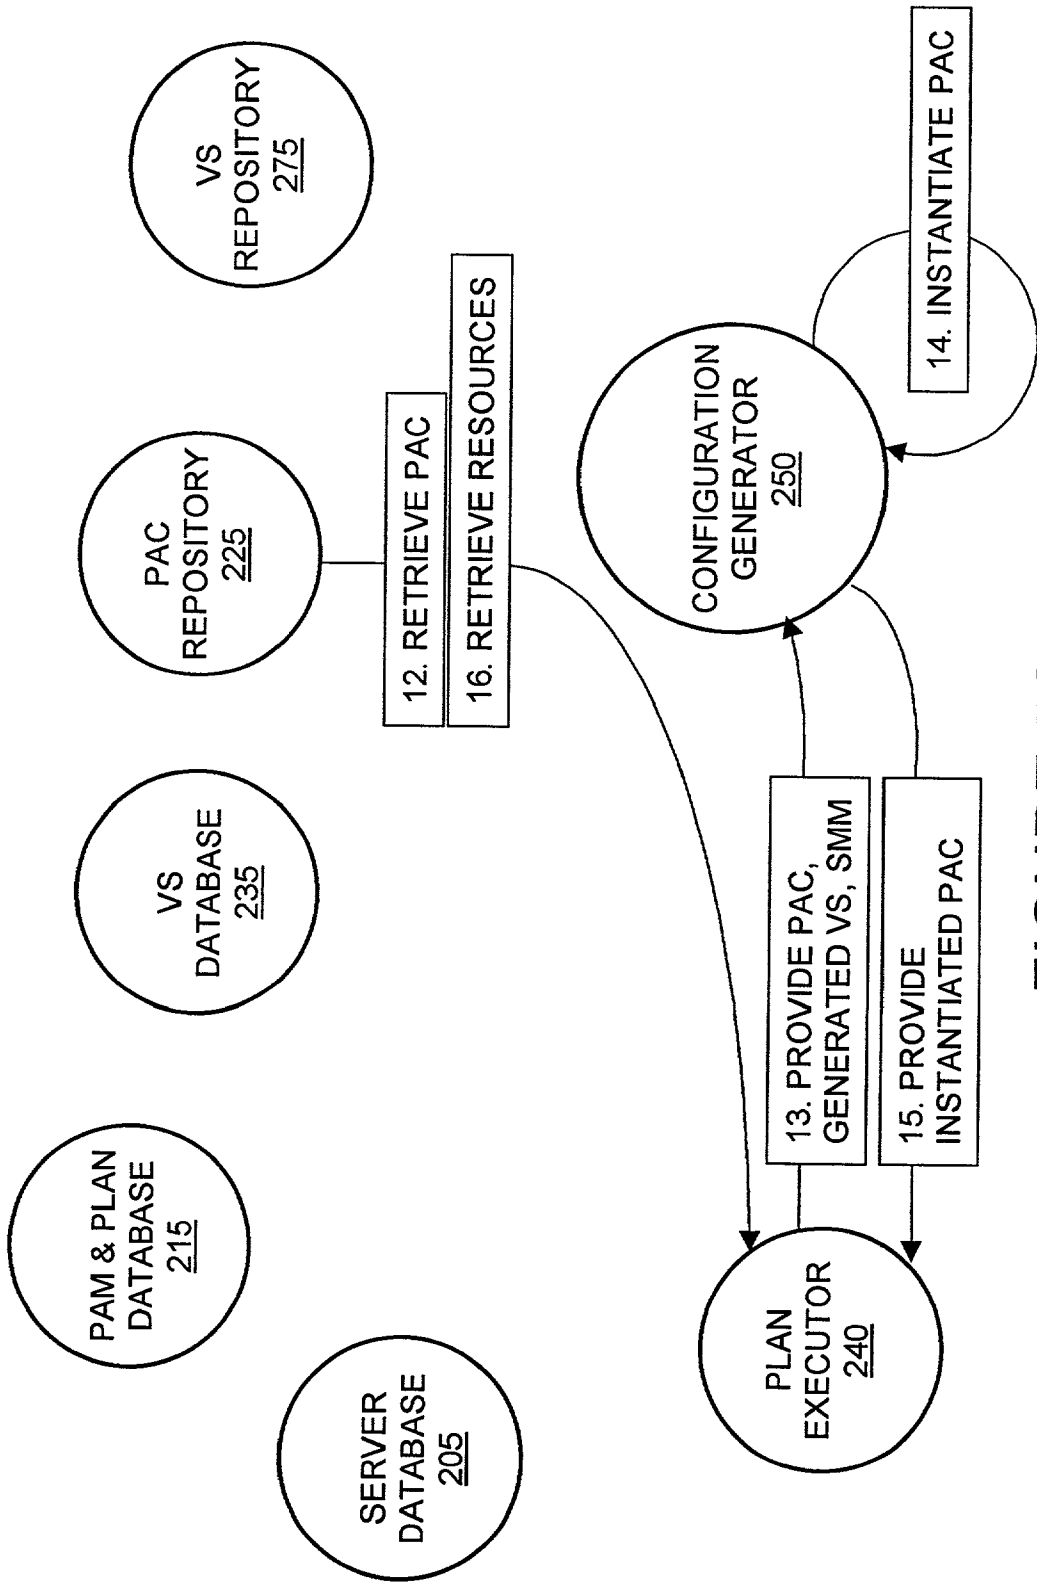 SERVER
DATABASE
205
PAM & PLAN
DATABASE
215
VS
DATABASE
235
PAC
REPOSITORY
225
VS
REPOSITORY
275
12. RETRIEVE PAC
16. RETRIEVE RESOURCES
PLAN
EXECUTOR
240
13. PROVIDE PAC,
GENERATED VS, SMM
15. PROVIDE
INSTANTIATED PAC
CONFIGURATION
GENERATOR
250
14. INSTANTIATE PAC